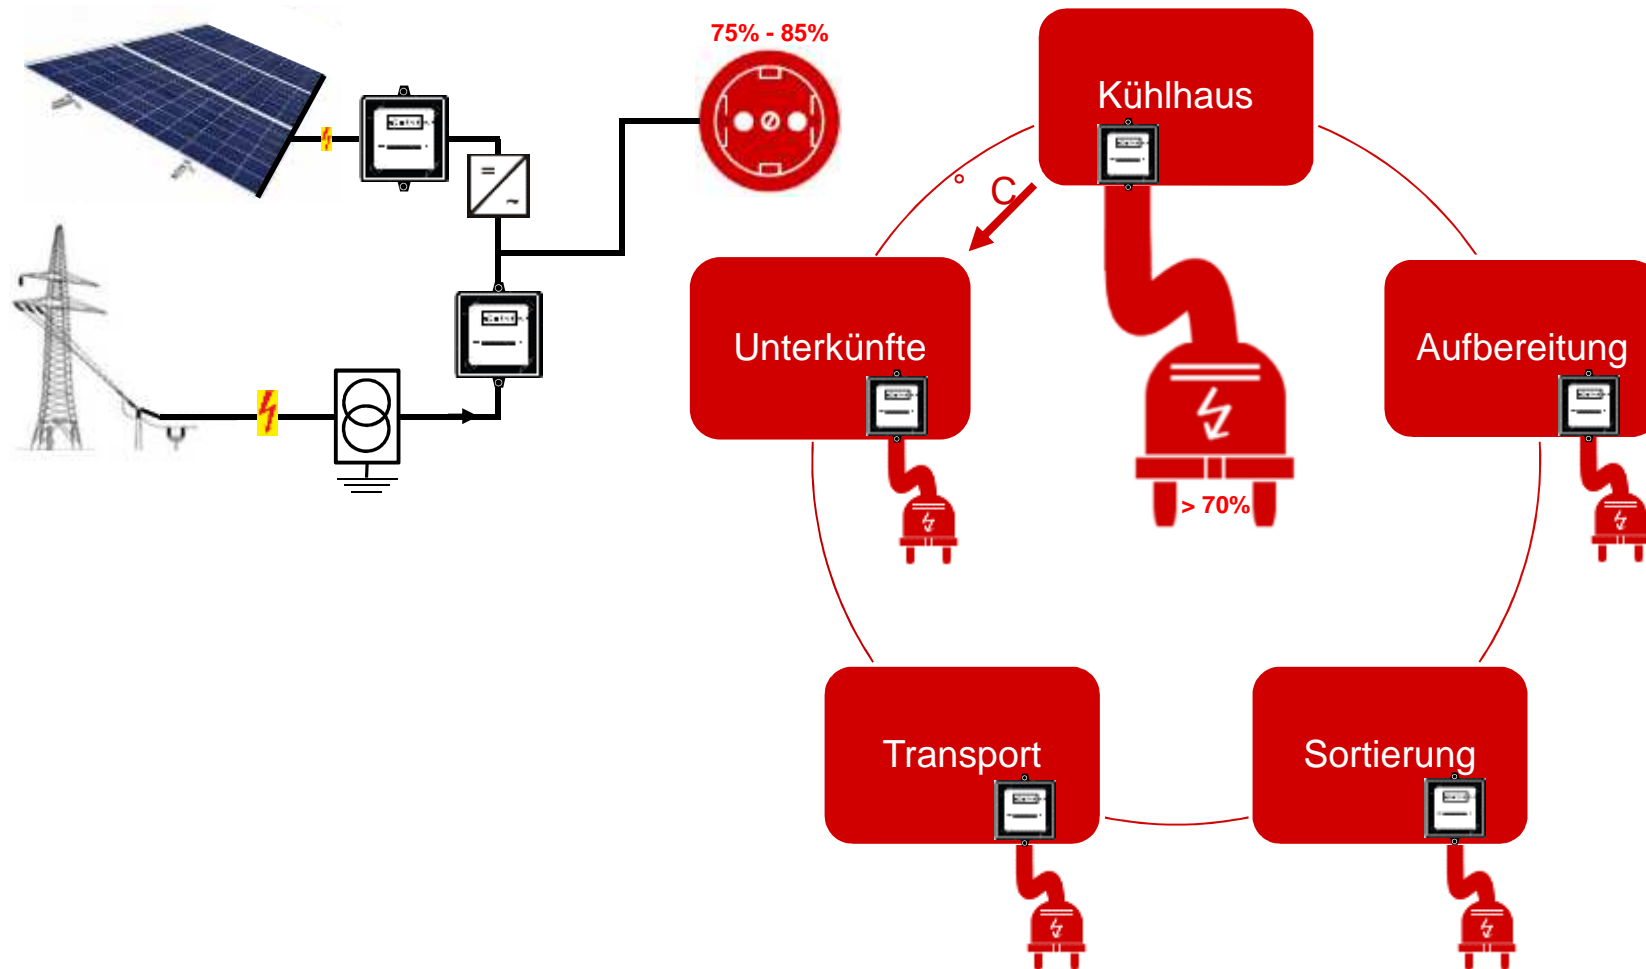 75% - 85%
Kühlhaus
° C
Unterkünfte
Aufbereitung
> 70%
Transport
Sortierung